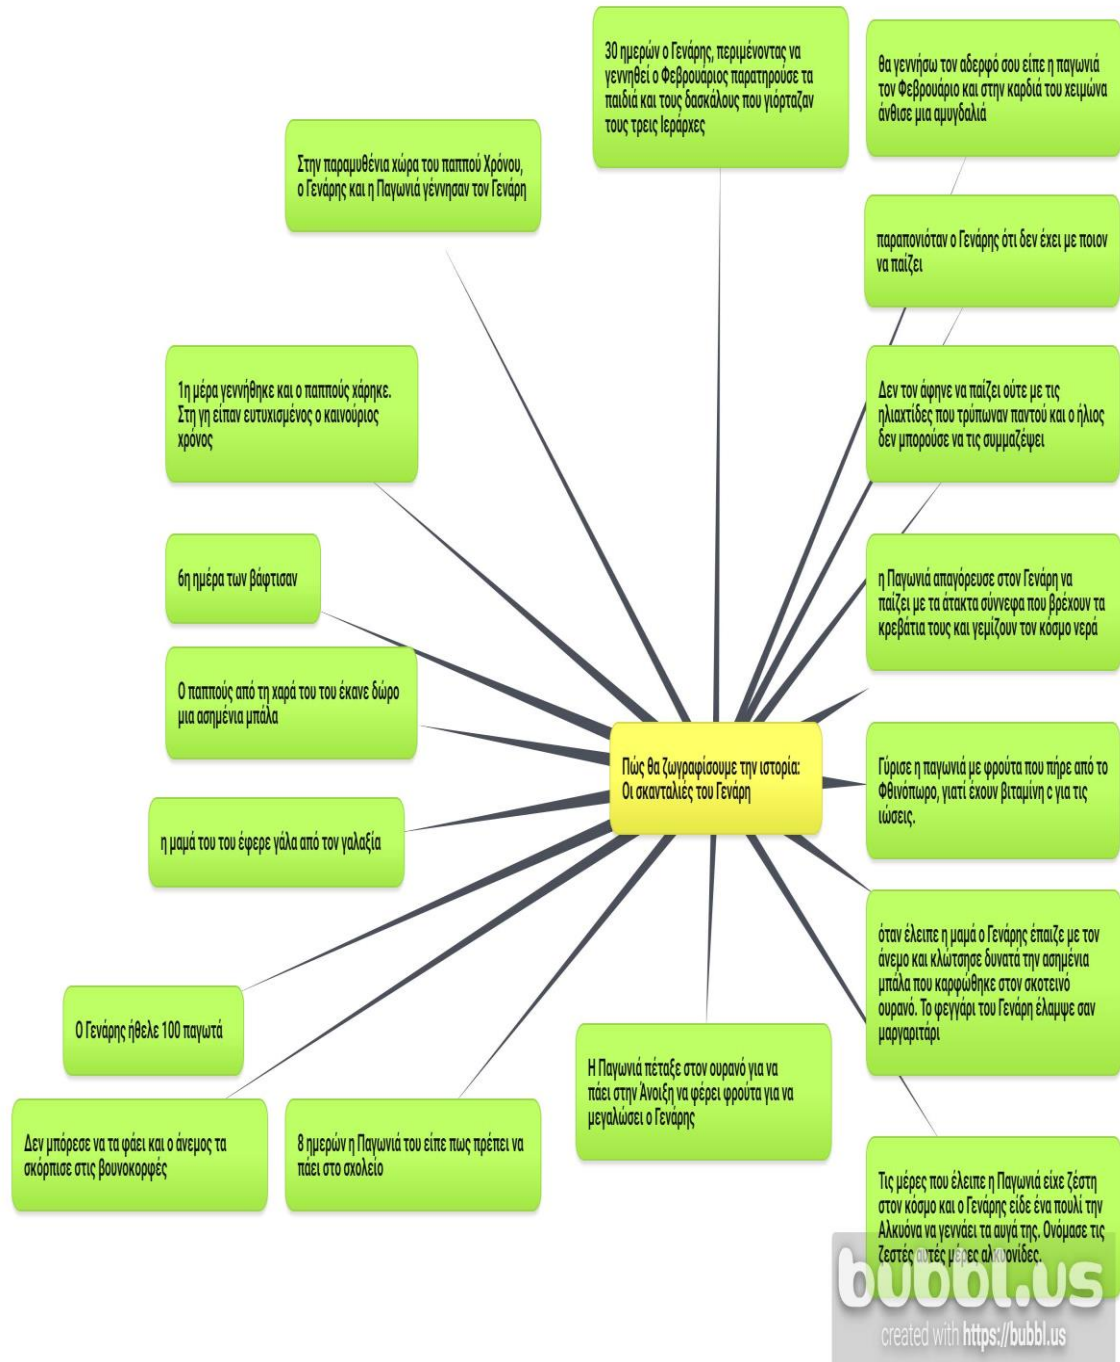 30 ημερών ο Γενάρης, περιμένοντας να
γεννηθεί ο Φεβρουάριος παρατηρούσε τα
παιδιά και τους δασκάλους που γιόρταζαν
τους τρεις Ιεράρχες
θα γεννήσω τον αδερφό σου είπε η παγωνιά
τον Φεβρουάριο και στην καρδιά του χειμώνα
άνθισε μια αμυγδαλιά
Στην παραμυθένια χώρα του παππού Χρόνου,
ο Γενάρης και η Παγωνιά γέννησαν τον Γενάρη
παραπονιόταν ο Γενάρης ότι δεν έχει με ποιον
να παίζει
1η μέρα γεννήθηκε και ο παππούς χάρηκε.
Στη γη είπαν ευτυχισμένος ο καινούριος
χρόνος
Δεν τον άφηνε να παίζει ούτε με τις
ηλιαχτίδες που τρύπωναν παντού και ο ήλιος
δεν μπορούσε να τις συμμαζέψει
6η ημέρα των βάφτισαν
η Παγωνιά απαγόρευσε στον Γενάρη να
παίζει με τα άτακτα σύννεφα που βρέχουν τα
κρεβάτια τους και γεμίζουν τον κόσμο νερά
Ο παππούς από τη χαρά του του έκανε δώρο
μια ασημένια μπάλα
Πώς θα ζωγραφίσουμε την ιστορία:
Οι σκανταλιές του Γενάρη
Γύρισε η παγωνιά με φρούτα που πήρε από το
Φθινόπωρο, γιατί έχουν βιταμίνη c για τις
ιώσεις.
η μαμά του του έφερε γάλα από τον γαλαξία
όταν έλειπε η μαμά ο Γενάρης έπαιζε με τον
άνεμο και κλώτσησε δυνατά την ασημένια
μπάλα που καρφώθηκε στον σκοτεινό
ουρανό. Το φεγγάρι του Γενάρη έλαμψε σαν
μαργαριτάρι
Ο Γενάρης ήθελε 100 παγωτά
Η Παγωνιά πέταξε στον ουρανό για να
πάει στην Άνοιξη να φέρει φρούτα για να
μεγαλώσει ο Γενάρης
Δεν μπόρεσε να τα φάει και ο άνεμος τα
σκόρπισε στις βουνοκορφές
8 ημερών η Παγωνιά του είπε πως πρέπει να
πάει στο σχολείο
Τις μέρες που έλειπε η Παγωνιά είχε ζέστη
στον κόσμο και ο Γενάρης είδε ένα πουλί την
Αλκυόνα να γεννάει τα αυγά της. Ονόμασε τις
ζεστές αυτές μέρες αλκυονίδες.
bubbl.us
created with https://bubbl.us